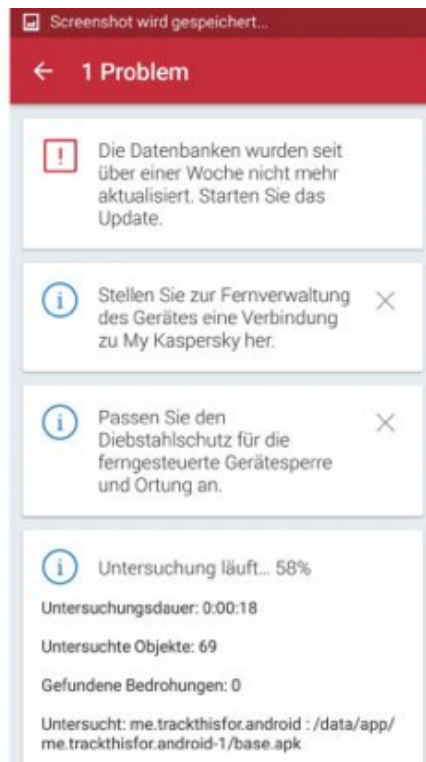 Screenshot wird gespeichert...
1 Problem
Die Datenbanken wurden seit
über einer Woche nicht mehr
aktualisiert. Starten Sie das
Update.
Stellen Sie zur Fernverwaltung
des Gerätes eine Verbindung
zu My Kaspersky her.
Passen Sie den
Diebstahlschutz für die
ferngesteuerte Gerätesperre
und Ortung an.
Untersuchung läuft... 58%
Untersuchungsdauer: 0:00:18
Untersuchte Objekte: 69
Gefundene Bedrohungen: 0
Untersucht: me.trackthisfor.android : /data/app/
me.trackthisfor.android-1/base.apk